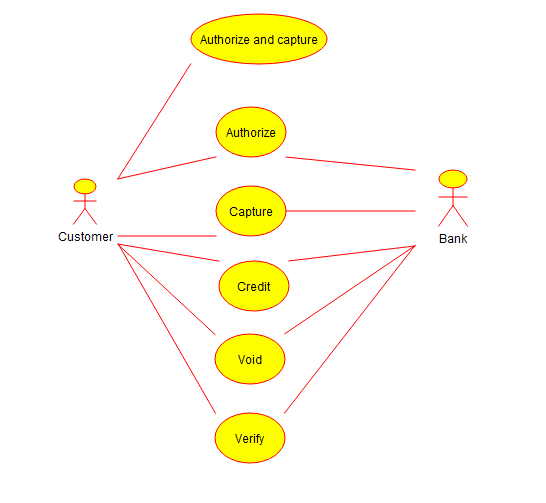 Authorize and capture
Authorize
Capture
Customer
Bank
Credit
Void
Verify